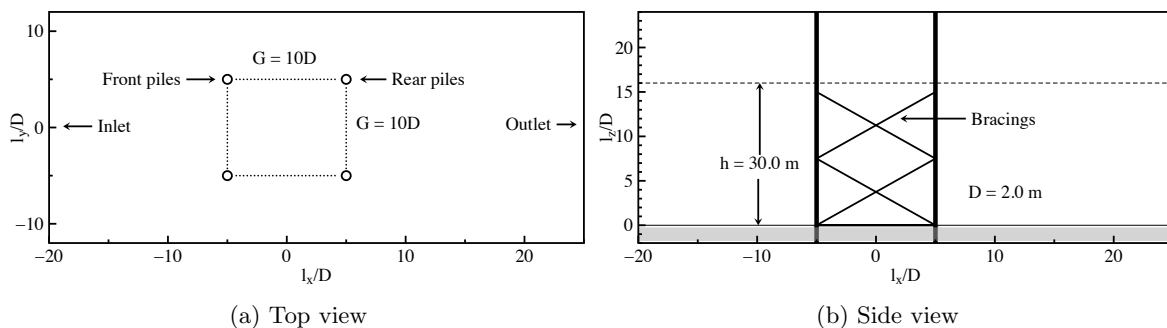 10
0
−10
l_y/D
−20
−10
0
10
20
l_x/D
G = 10D
Front piles
Rear piles
Inlet
G = 10D
Outlet
(a) Top view
20
15
10
5
0
l_z/D
−20
−10
0
10
20
l_x/D
Bracings
h = 30.0 m
D = 2.0 m
(b) Side view